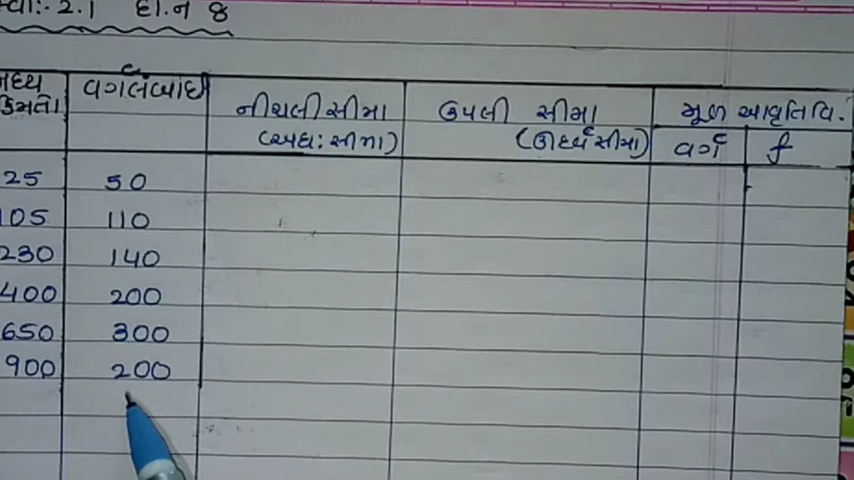 2.1 દા.ન 8
મધ્ય કિંમત વર્ગલંબાઇ નીચલી સીમા ઉપલી સીમા મૂળ આવૃત્તિ વિ.
(અધ: સીમા) (ઊર્ધ્વ સીમા) વર્ગ f
25 50
105 110
230 140
400 200
650 300
900 200